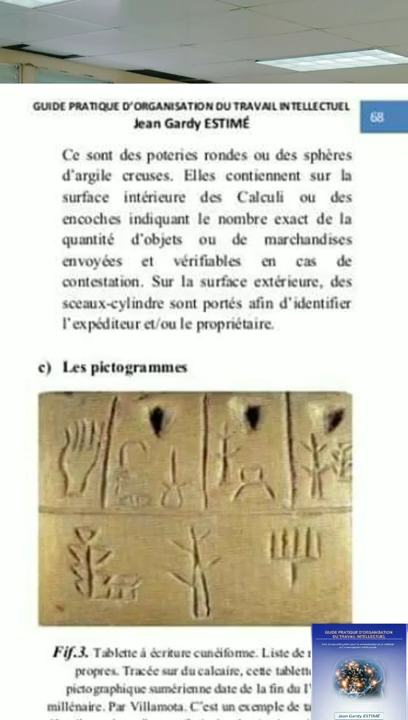 GUIDE PRATIQUE D'ORGANISATION DU TRAVAIL INTELLECTUEL
Jean Gardy ESTIMÉ
68
Ce sont des poteries rondes ou des sphères
d'argile creuses. Elles contiennent sur la
surface intérieure des Calculi ou des
encoches indiquant le nombre exact de la
quantité d'objets ou de marchandises
envoyées et vérifiables en cas de
contestation. Sur la surface extérieure, des
sceaux-cylindre sont portés afin d'identifier
l'expéditeur et/ou le propriétaire.
c) Les pictogrammes
Fif.3. Tablette à écriture cunéiforme. Liste de
propres. Tracée sur du calcaire, cette tablette
pictographique sumérienne date de la fin du
millénaire. Par Villamota. C'est un exemple de
GUIDE PRATIQUE D'ORGANISATION
DU TRAVAIL INTELLECTUEL
Jean Gardy ESTIMÉ